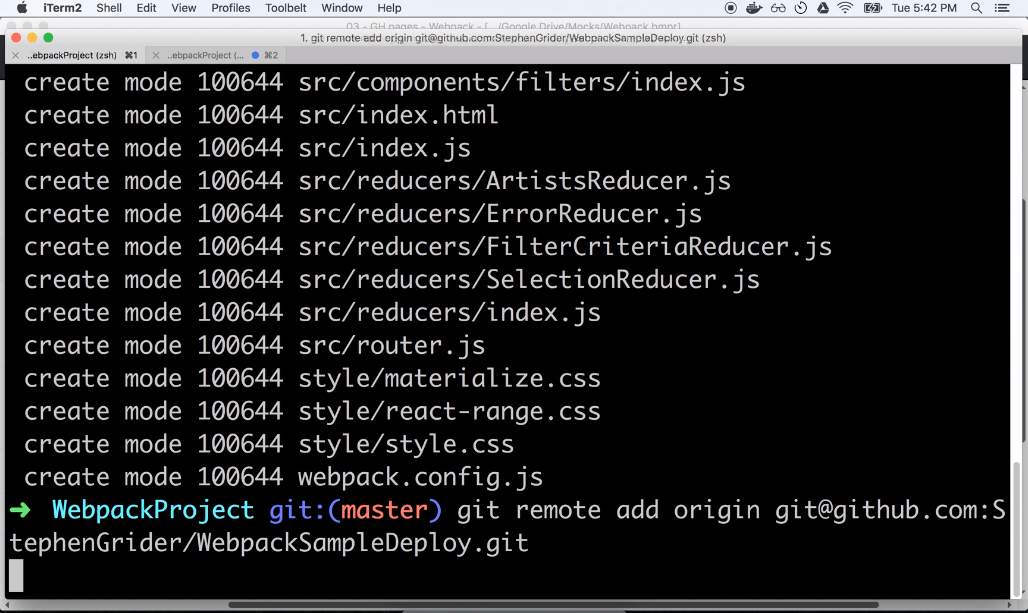 iTerm2 Shell Edit View Profiles Toolbelt Window Help Tue 5:42 PM
03 - GH pages - Webpack - [.../Google Drive/Mocks/Webpack.bmpr]
1. git remote add origin git@github.com:StephenGrider/WebpackSampleDeploy.git (zsh)
..ebpackProject (zsh) ⌘1 ..ebpackProject (... ⌘2
create mode 100644 src/components/filters/index.js
create mode 100644 src/index.html
create mode 100644 src/index.js
create mode 100644 src/reducers/ArtistsReducer.js
create mode 100644 src/reducers/ErrorReducer.js
create mode 100644 src/reducers/FilterCriteriaReducer.js
create mode 100644 src/reducers/SelectionReducer.js
create mode 100644 src/reducers/index.js
create mode 100644 src/router.js
create mode 100644 style/materialize.css
create mode 100644 style/react-range.css
create mode 100644 style/style.css
create mode 100644 webpack.config.js
➜ WebpackProject git:(master) git remote add origin git@github.com:S
tephenGrider/WebpackSampleDeploy.git